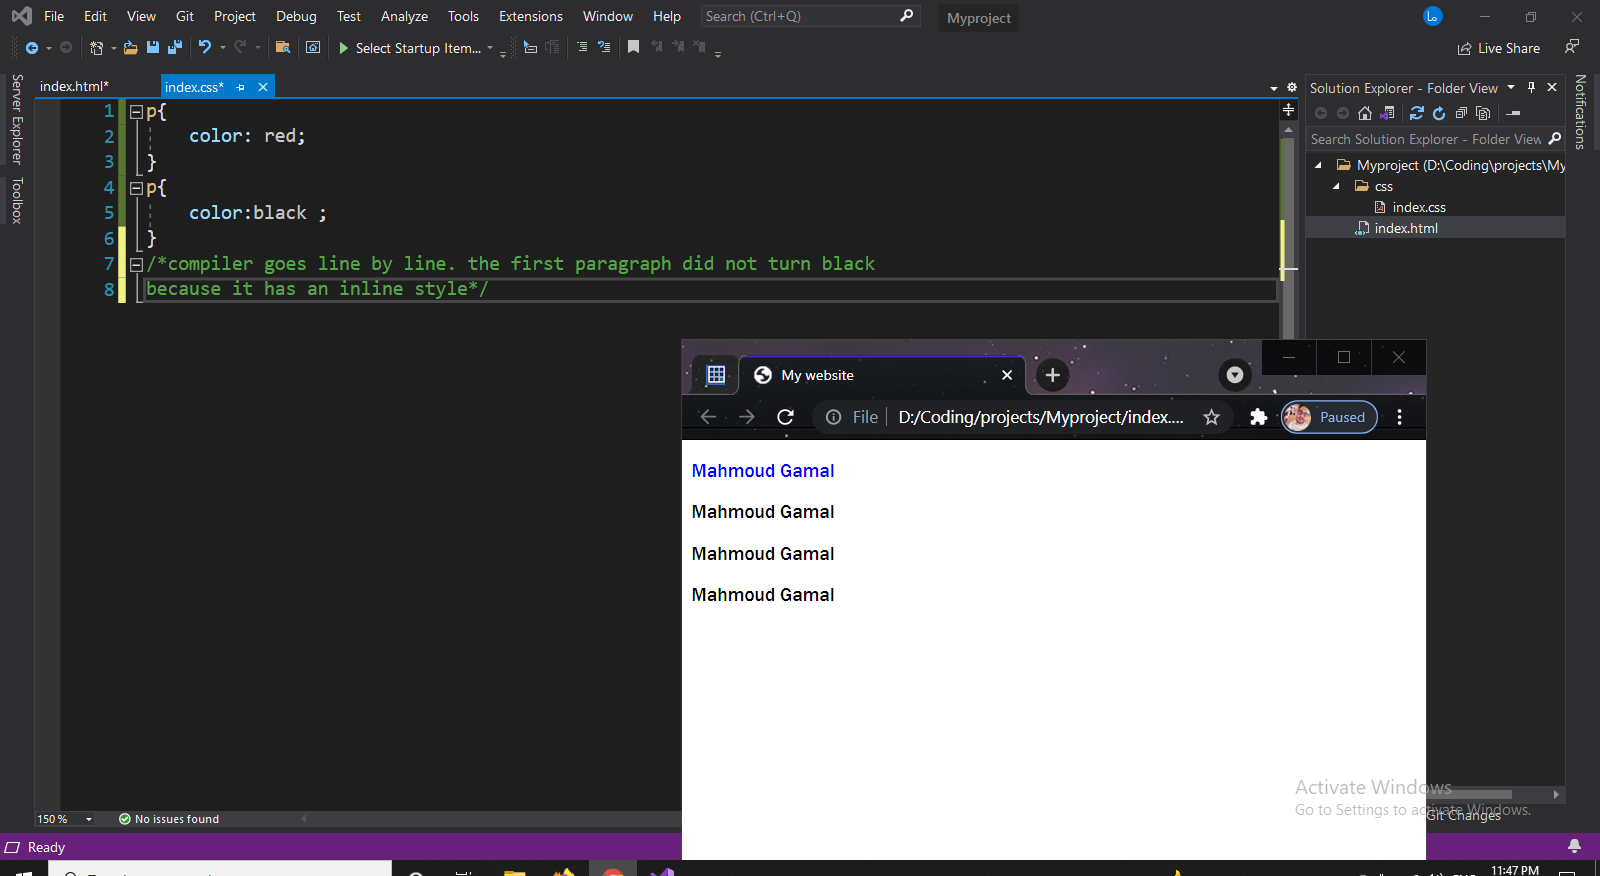 File Edit View Git Project Debug Test Analyze Tools Extensions Window Help Search (Ctrl+Q) Myproject
Select Startup Item... Live Share
Server Explorer
Toolbox
index.html* index.css*
1 p{
2 color: red;
3 }
4 p{
5 color:black ;
6 }
7 /*compiler goes line by line. the first paragraph did not turn black
8 because it has an inline style*/
Solution Explorer - Folder View
Search Solution Explorer - Folder View
Myproject (D:\Coding\projects\My
css
index.css
index.html
Notifications
My website
File D:/Coding/projects/Myproject/index.... Paused
Mahmoud Gamal
Mahmoud Gamal
Mahmoud Gamal
Mahmoud Gamal
Activate Windows
Go to Settings to activate Windows.
Git Changes
150 % No issues found
Ready
11:47 PM